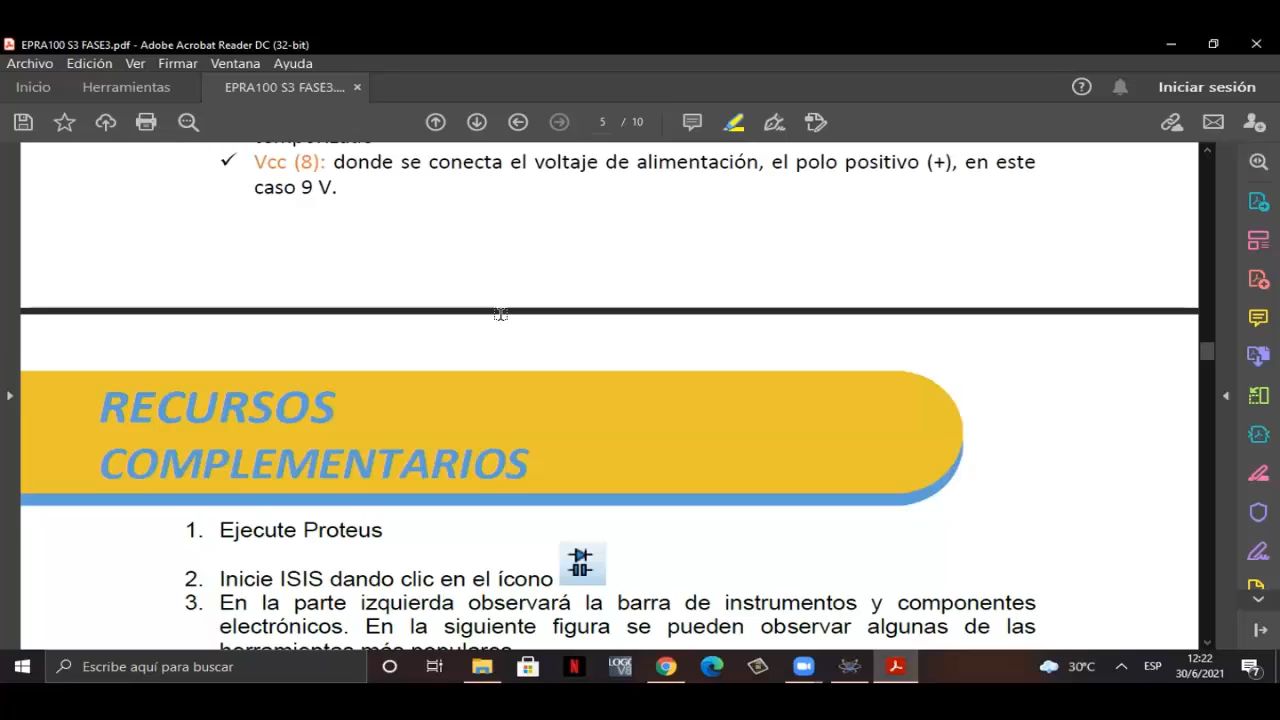 EPRA100 S3 FASE3.pdf - Adobe Acrobat Reader DC (32-bit)
Archivo Edición Ver Firmar Ventana Ayuda
Inicio Herramientas EPRA100 S3 FASE3.... × Iniciar sesión
5 / 10
✓ Vcc (8): donde se conecta el voltaje de alimentación, el polo positivo (+), en este
caso 9 V.
RECURSOS
COMPLEMENTARIOS
1. Ejecute Proteus
2. Inicie ISIS dando clic en el ícono
3. En la parte izquierda observará la barra de instrumentos y componentes
electrónicos. En la siguiente figura se pueden observar algunas de las
Escribe aquí para buscar
30°C ESP 12:22
30/6/2021
7